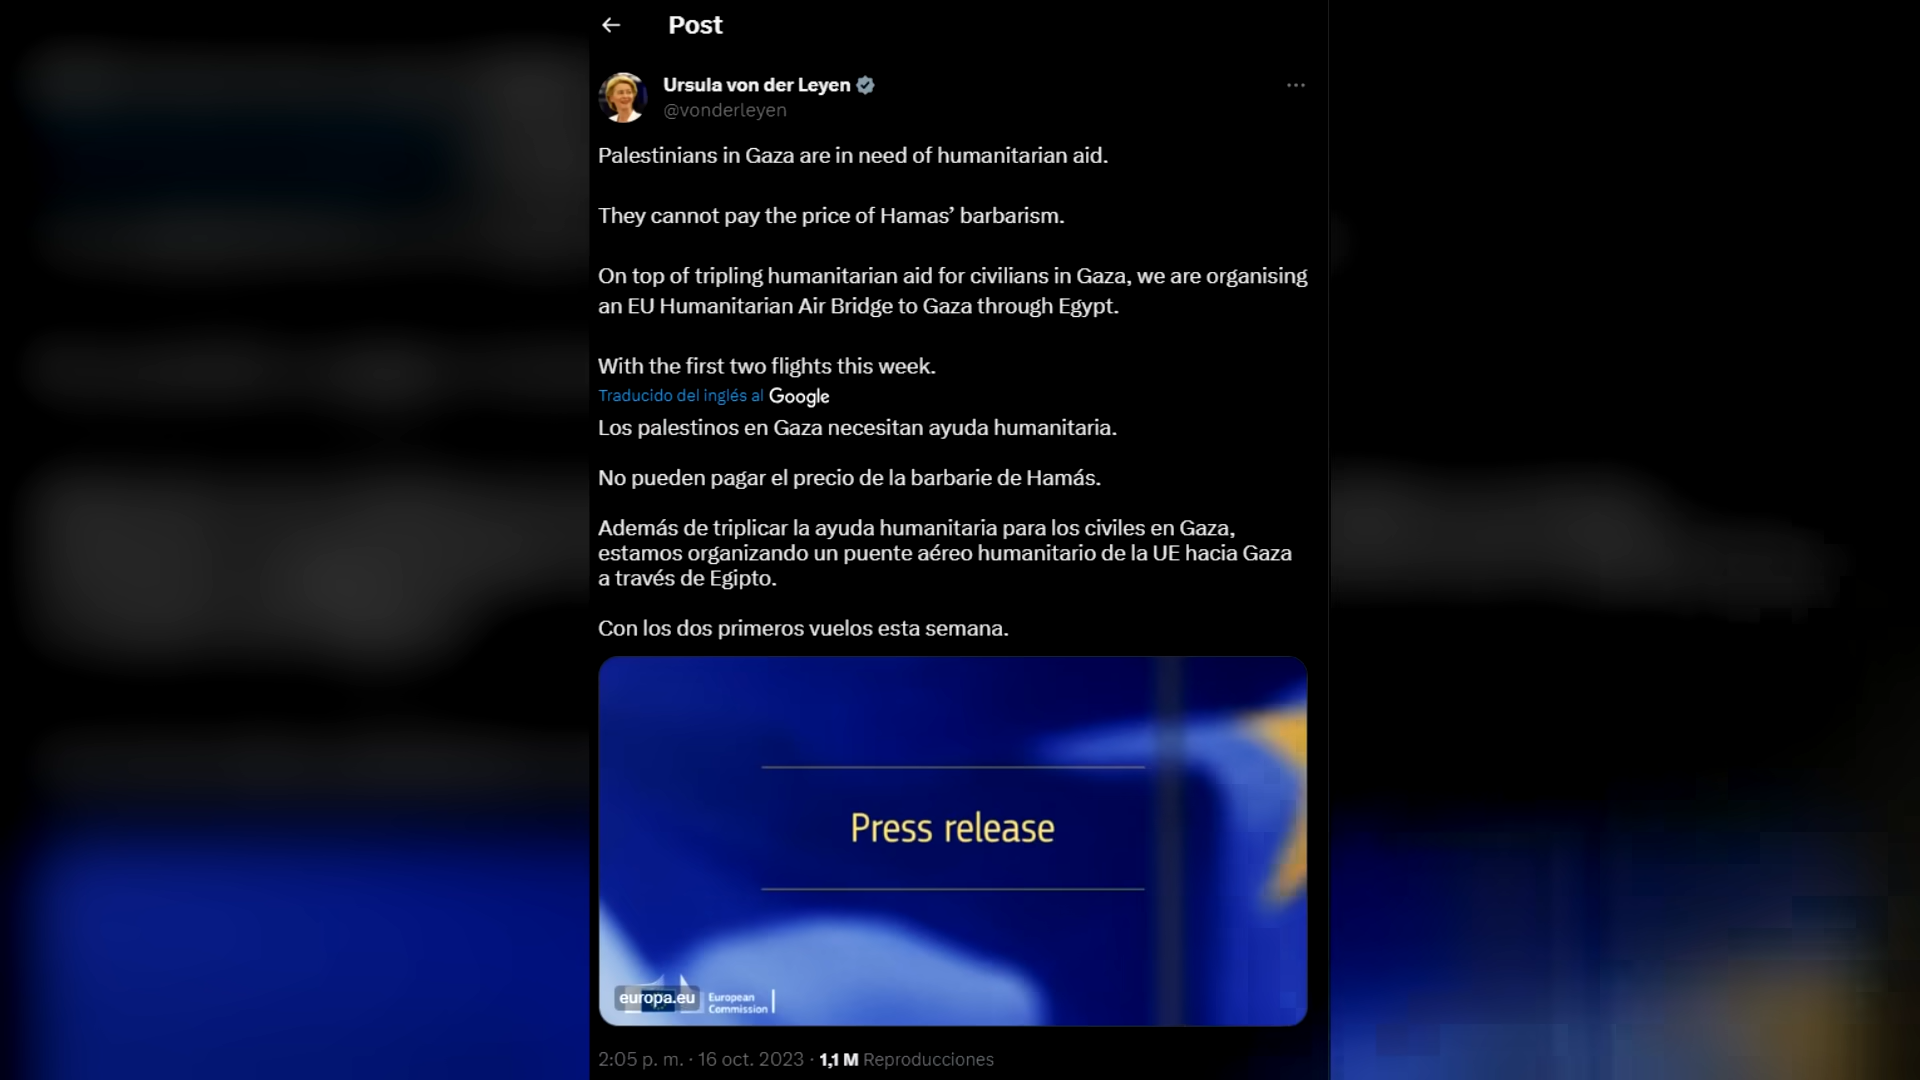 Post
Ursula von der Leyen
@vonderleyen
Palestinians in Gaza are in need of humanitarian aid.
They cannot pay the price of Hamas’ barbarism.
On top of tripling humanitarian aid for civilians in Gaza, we are organising
an EU Humanitarian Air Bridge to Gaza through Egypt.
With the first two flights this week.
Traducido del inglés al Google
Los palestinos en Gaza necesitan ayuda humanitaria.
No pueden pagar el precio de la barbarie de Hamás.
Además de triplicar la ayuda humanitaria para los civiles en Gaza,
estamos organizando un puente aéreo humanitario de la UE hacia Gaza
a través de Egipto.
Con los dos primeros vuelos esta semana.
Press release
europa.eu
European
Commission
2:05 p. m. · 16 oct. 2023 · 1,1 M Reproducciones